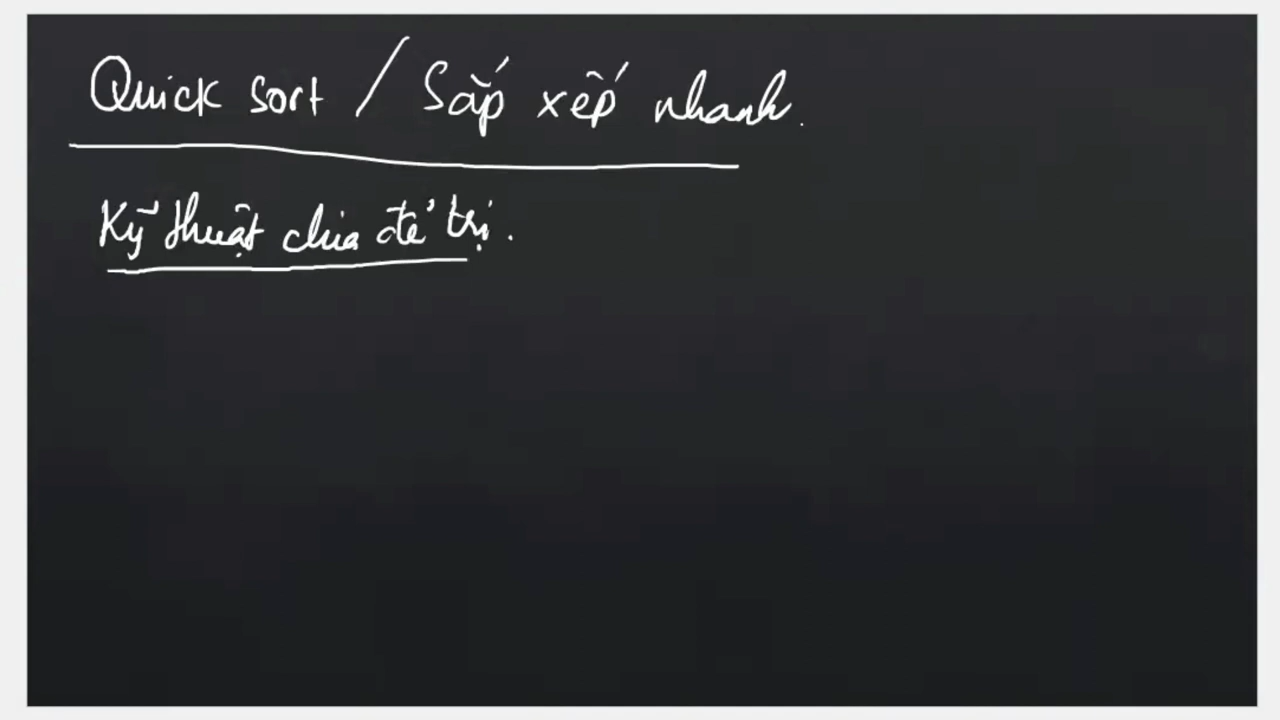 Quick sort / Sắp xếp nhanh.
Kỹ thuật chia để trị.